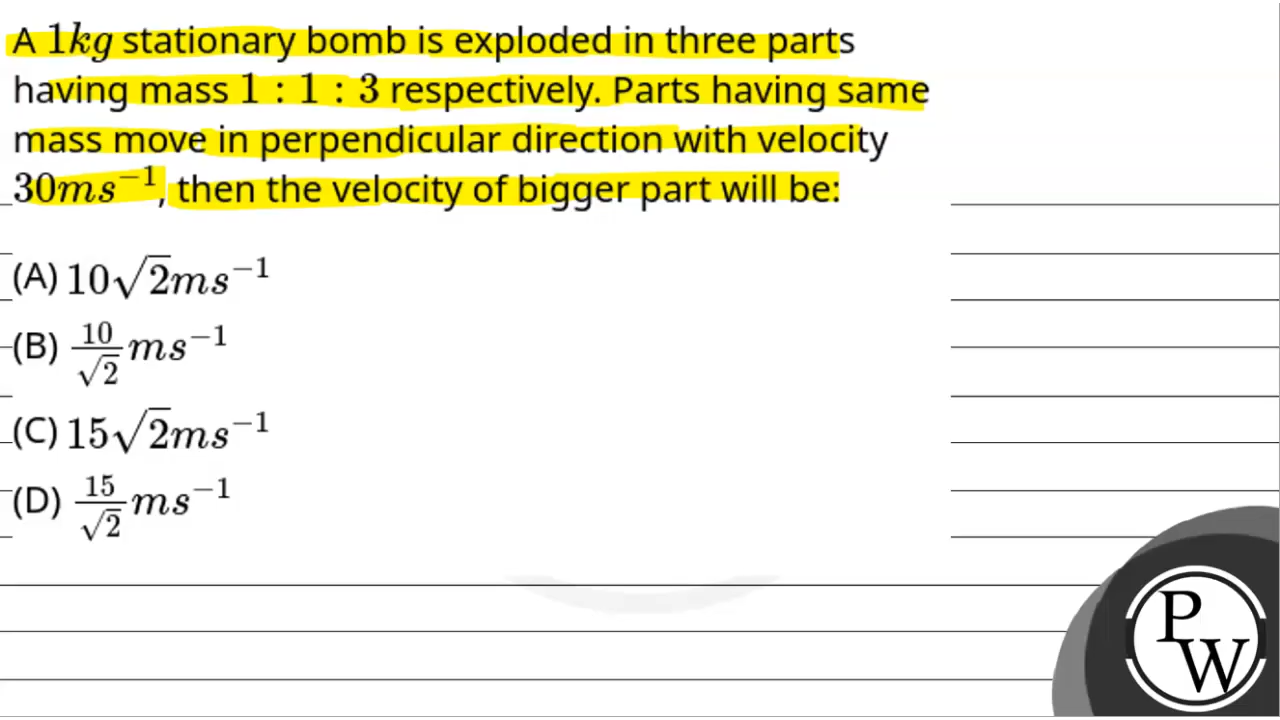 A 1kg stationary bomb is exploded in three parts
having mass 1 : 1 : 3 respectively. Parts having same
mass move in perpendicular direction with velocity
30ms⁻¹, then the velocity of bigger part will be:
(A) 10√2ms⁻¹
(B) 10/√2 ms⁻¹
(C) 15√2ms⁻¹
(D) 15/√2 ms⁻¹
P
W